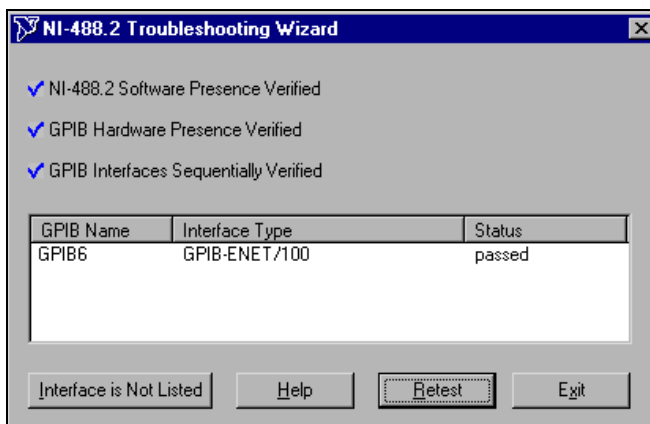 NI-488.2 Troubleshooting Wizard
NI-488.2 Software Presence Verified
GPIB Hardware Presence Verified
GPIB Interfaces Sequentially Verified
GPIB Name Interface Type Status
GPIB6 GPIB-ENET/100 passed
Interface is Not Listed Help Retest Exit